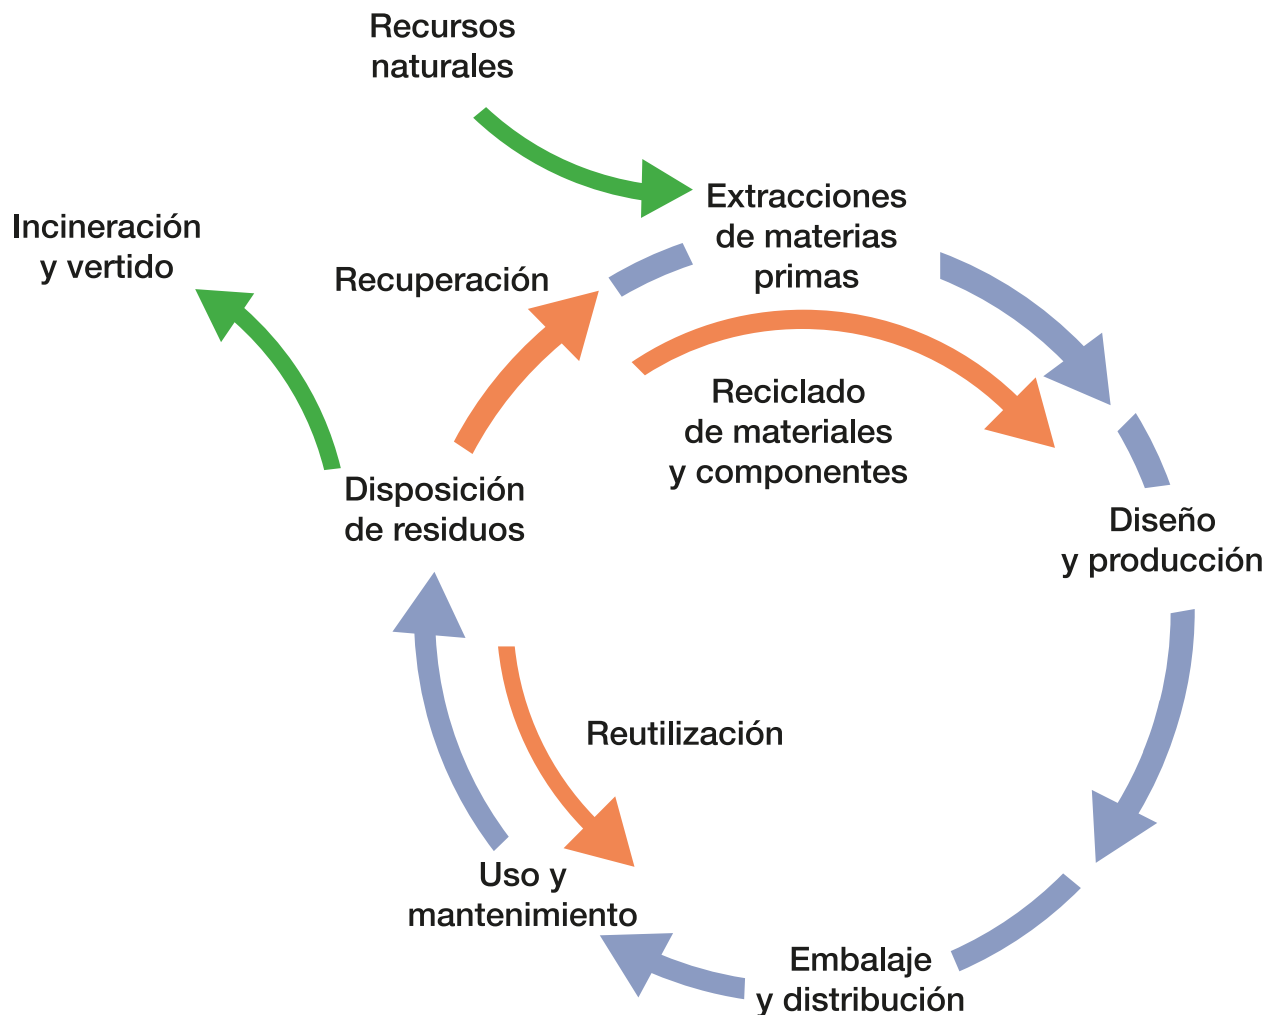 Recursos
naturales
Extracciones
de materias
primas
Incineración
y vertido
Recuperación
Reciclado
de materiales
y componentes
Disposición
de residuos
Diseño
y producción
Reutilización
Uso y
mantenimiento
Embalaje
y distribución